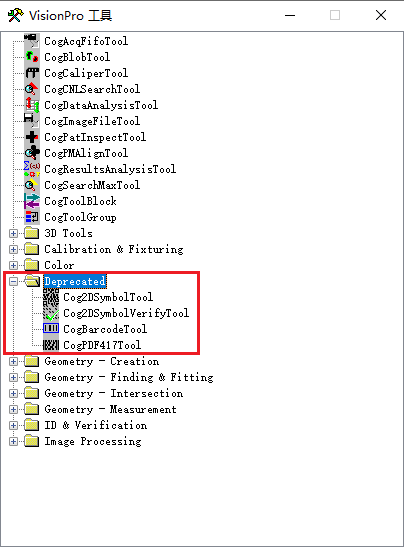 VisionPro 工具
CogAcqFifoTool
CogBlobTool
CogCaliperTool
CogCNLSearchTool
CogDataAnalysisTool
CogImageFileTool
CogPatInspectTool
CogPMAlignTool
CogResultsAnalysisTool
CogSearchMaxTool
CogToolBlock
CogToolGroup
3D Tools
Calibration & Fixturing
Color
Deprecated
Cog2DSymbolTool
Cog2DSymbolVerifyTool
CogBarcodeTool
CogPDF417Tool
Geometry - Creation
Geometry - Finding & Fitting
Geometry - Intersection
Geometry - Measurement
ID & Verification
Image Processing